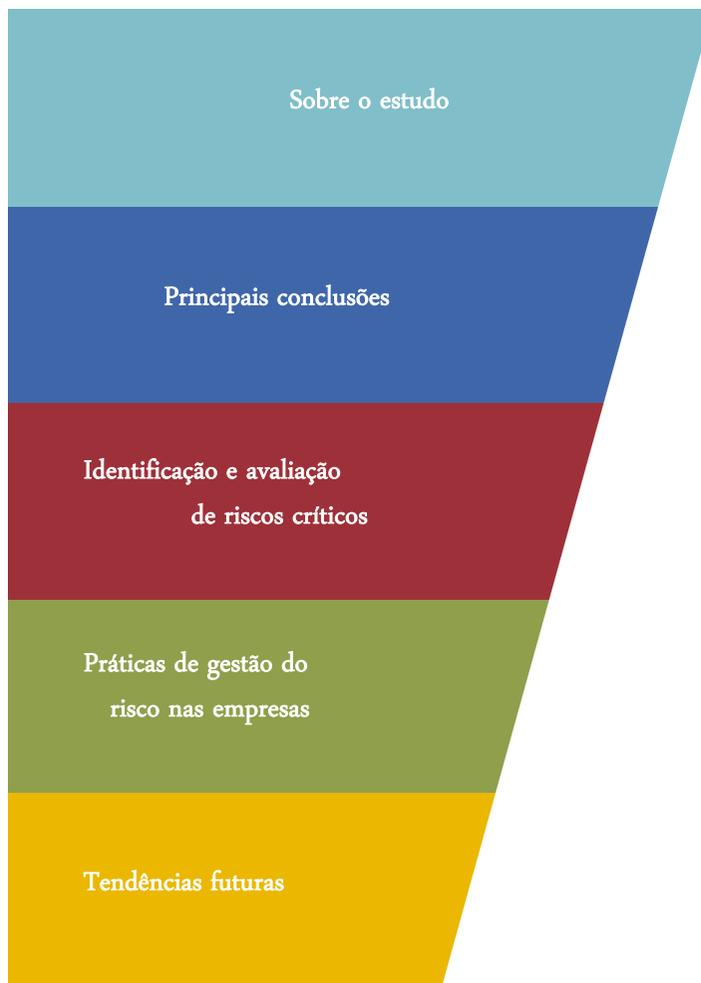 Sobre o estudo
Principais conclusões
Identificação e avaliação
de riscos críticos
Práticas de gestão do
risco nas empresas
Tendências futuras